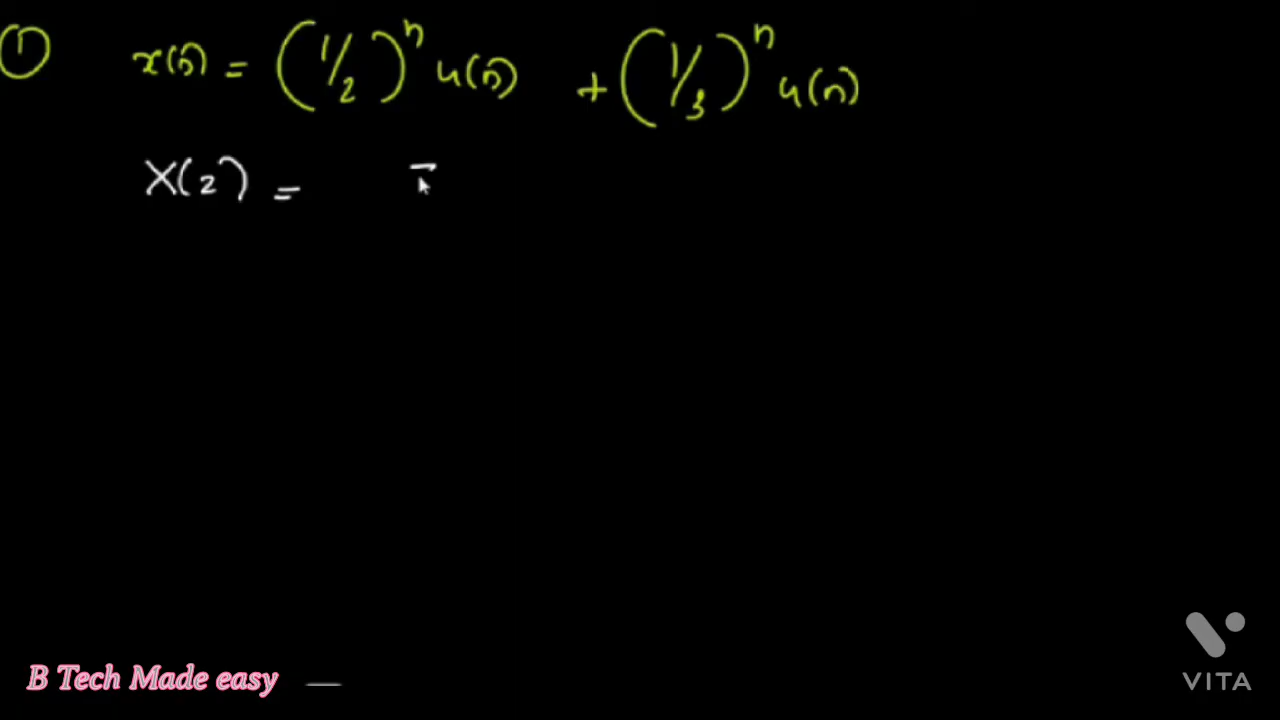 ① x(n) = (1/2)^n u(n) + (1/3)^n u(n)
X(z) =
B Tech Made easy
VITA